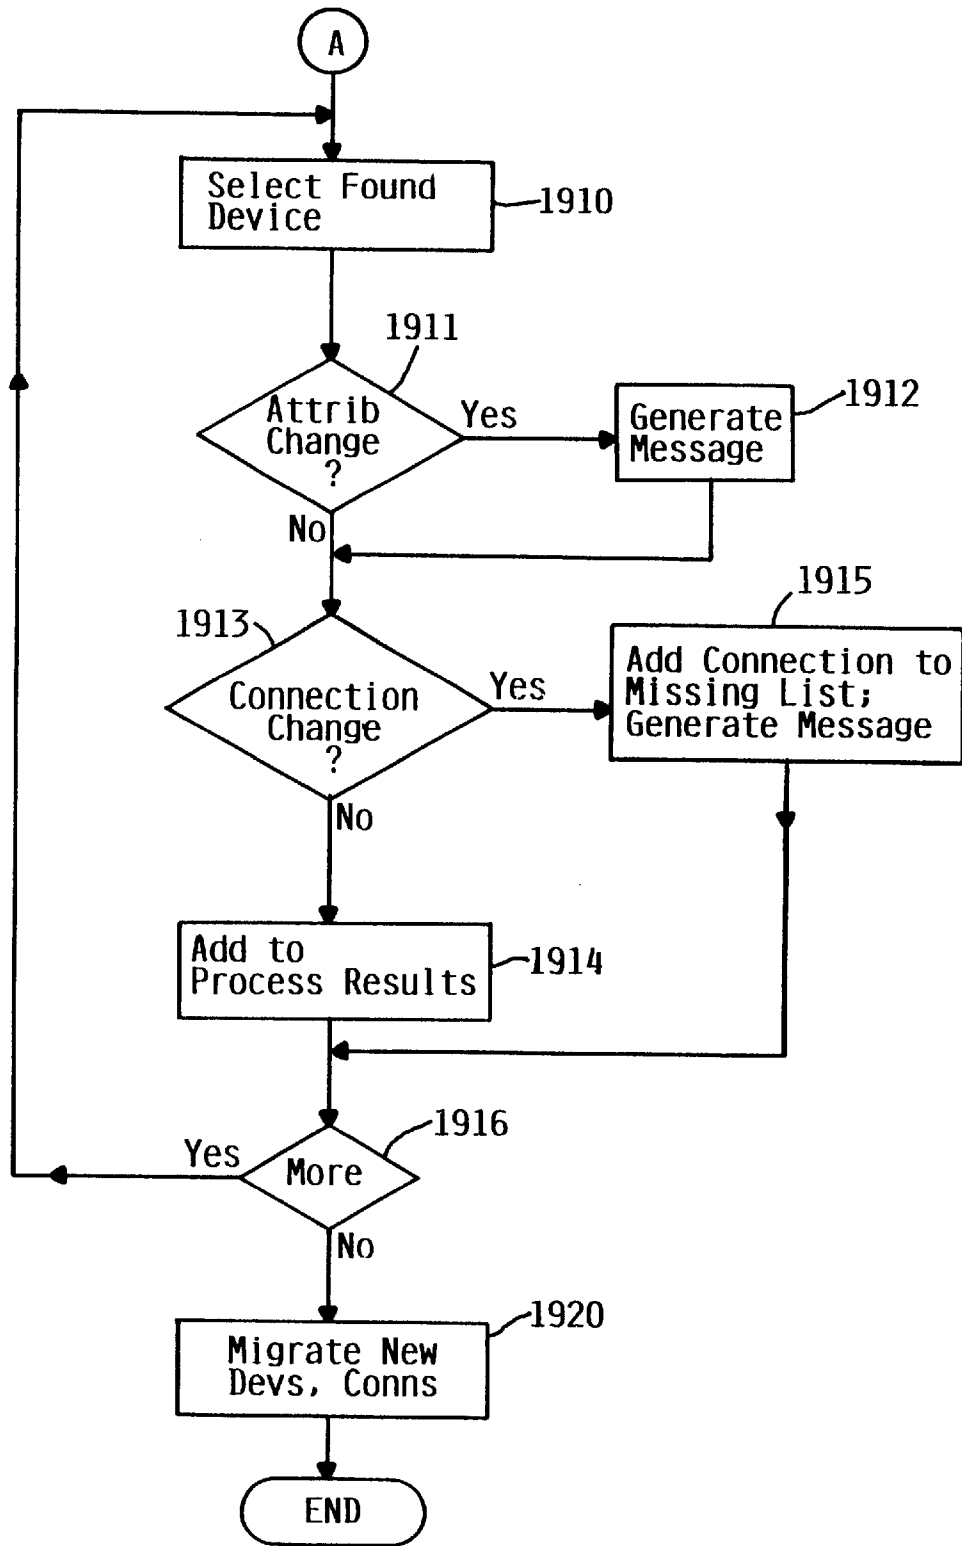 A
Select Found
Device
1910
1911
Attrib
Change
?
Yes
No
Generate
Message
1912
1913
Connection
Change
?
Yes
No
1915
Add Connection to
Missing List;
Generate Message
Add to
Process Results
1914
1916
More
Yes
No
1920
Migrate New
Devs, Conns
END